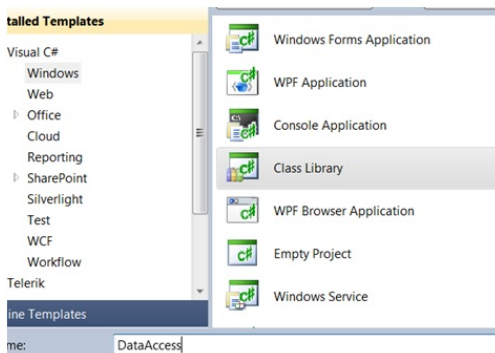 talled Templates
Visual C#
Windows
Web
Office
Cloud
Reporting
SharePoint
Silverlight
Test
WCF
Workflow
Telerik
ine Templates
Windows Forms Application
WPF Application
Console Application
Class Library
WPF Browser Application
Empty Project
Windows Service
me: DataAccess